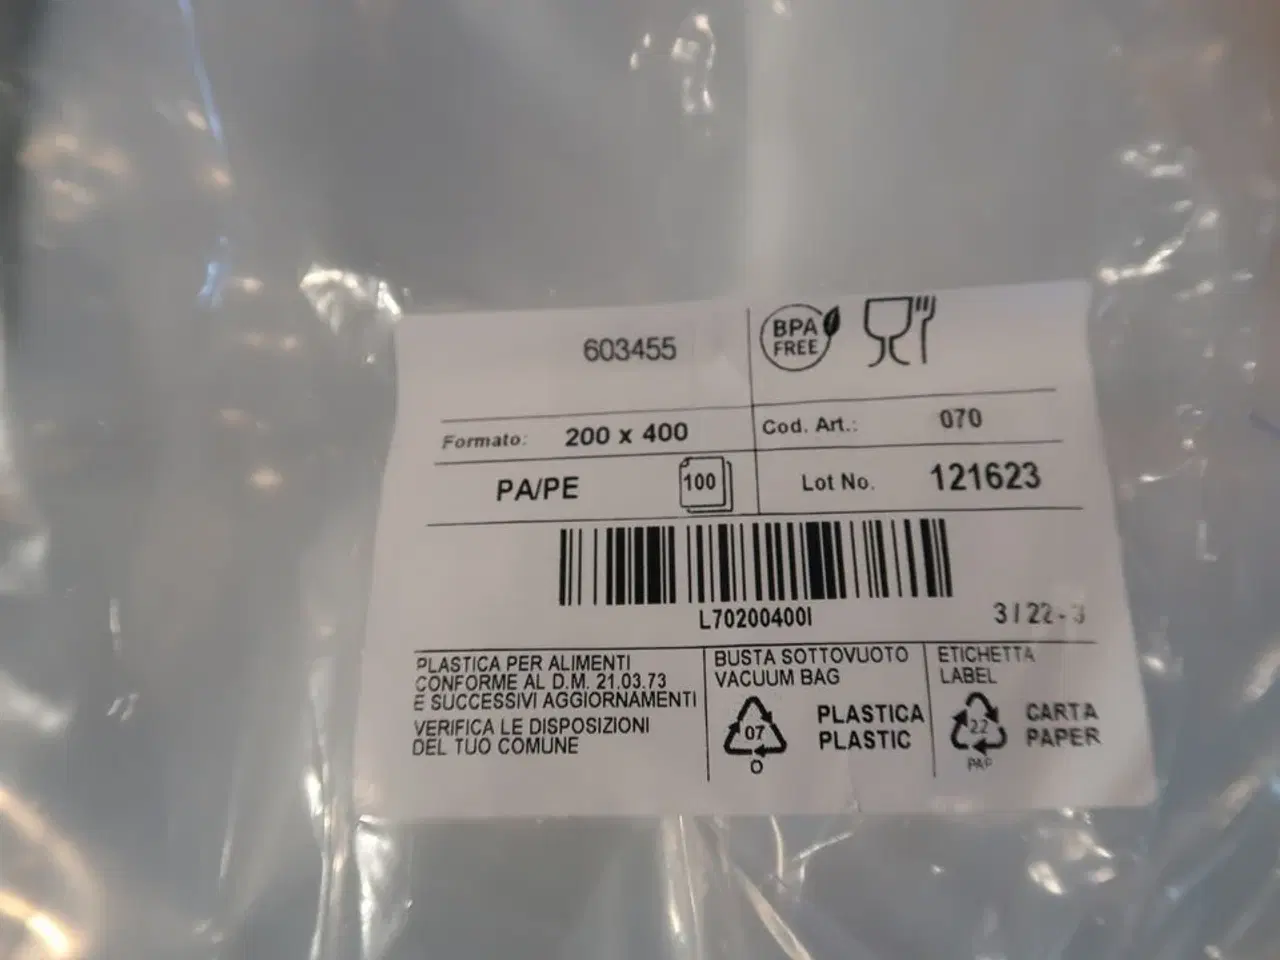 603455
BPA
FREE
Formato: 200 x 400
Cod. Art.: 070
PA/PE
100
Lot No. 121623
L70200400I
3 / 22 - 3
PLASTICA PER ALIMENTI
CONFORME AL D.M. 21.03.73
E SUCCESSIVI AGGIORNAMENTI
VERIFICA LE DISPOSIZIONI
DEL TUO COMUNE
BUSTA SOTTOVUOTO
VACUUM BAG
07
O
PLASTICA
PLASTIC
ETICHETTA
LABEL
22
PAP
CARTA
PAPER